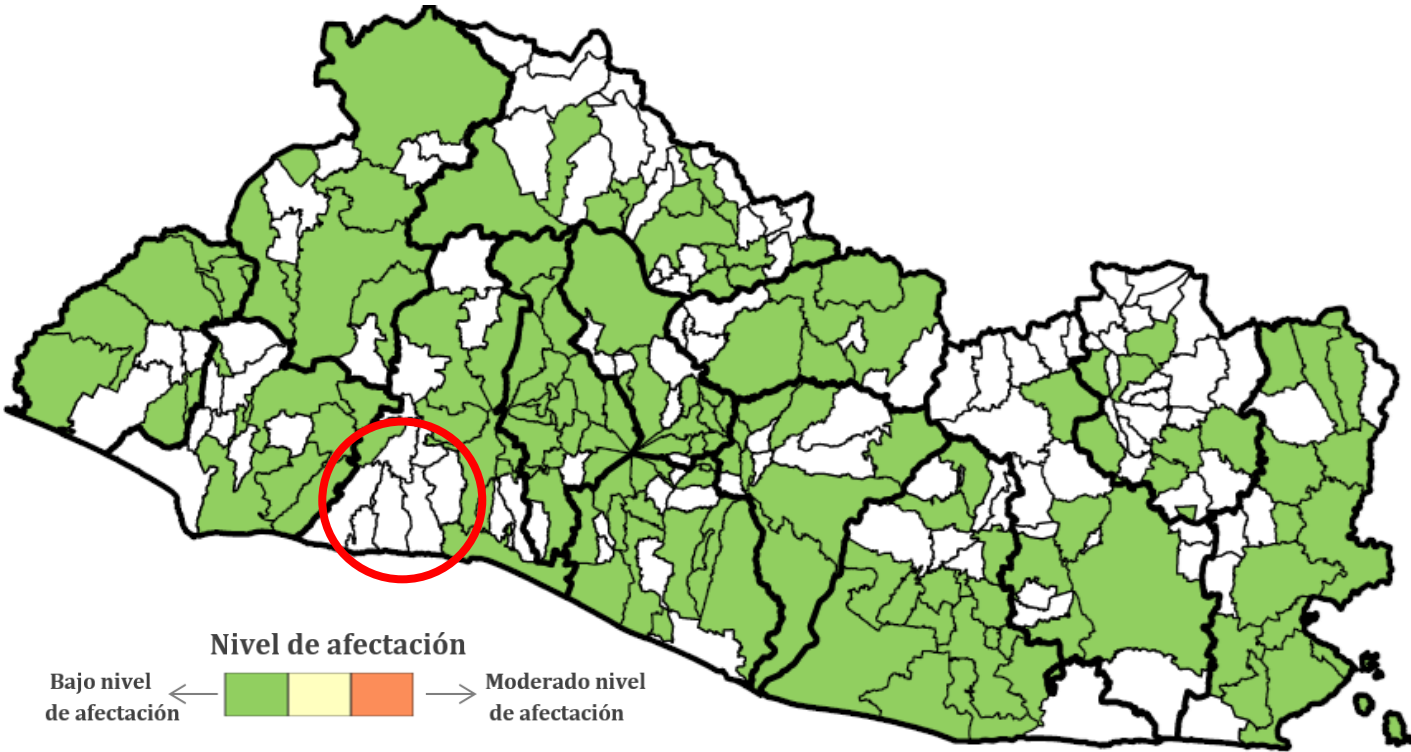 Nivel de afectación
Bajo nivel
de afectación
Moderado nivel
de afectación